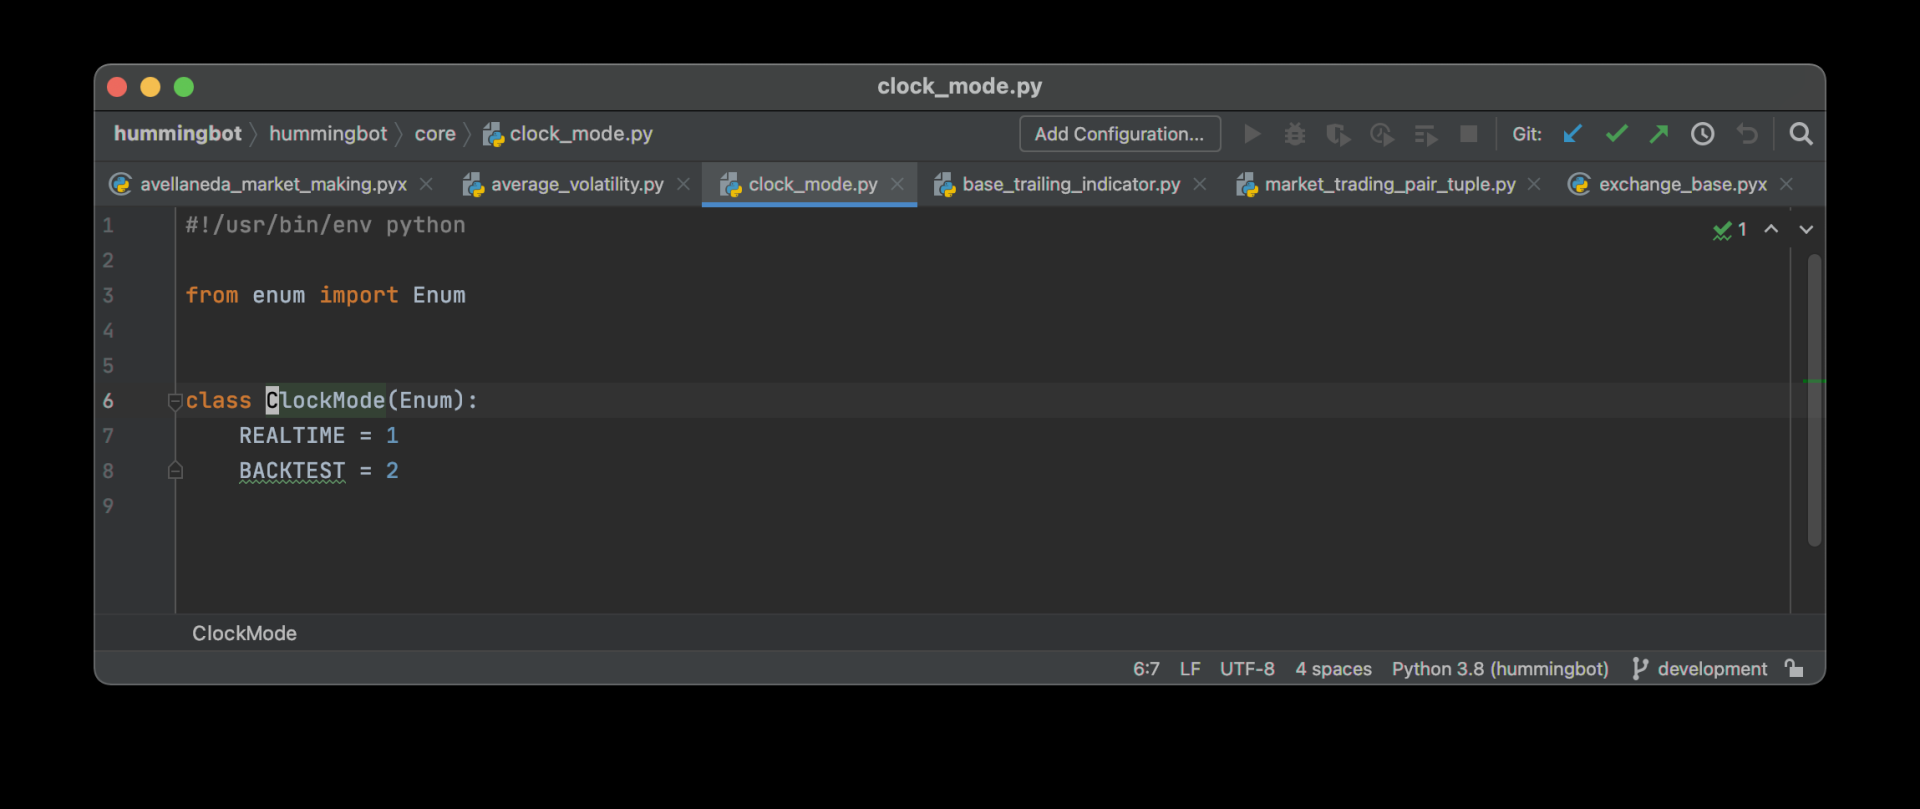 clock_mode.py
hummingbot hummingbot core clock_mode.py Add Configuration... Git:
avellaneda_market_making.pyx average_volatility.py clock_mode.py base_trailing_indicator.py market_trading_pair_tuple.py exchange_base.pyx
1 #!/usr/bin/env python 1
2
3 from enum import Enum
4
5
6 class ClockMode(Enum):
7 REALTIME = 1
8 BACKTEST = 2
9
ClockMode
6:7 LF UTF-8 4 spaces Python 3.8 (hummingbot) development